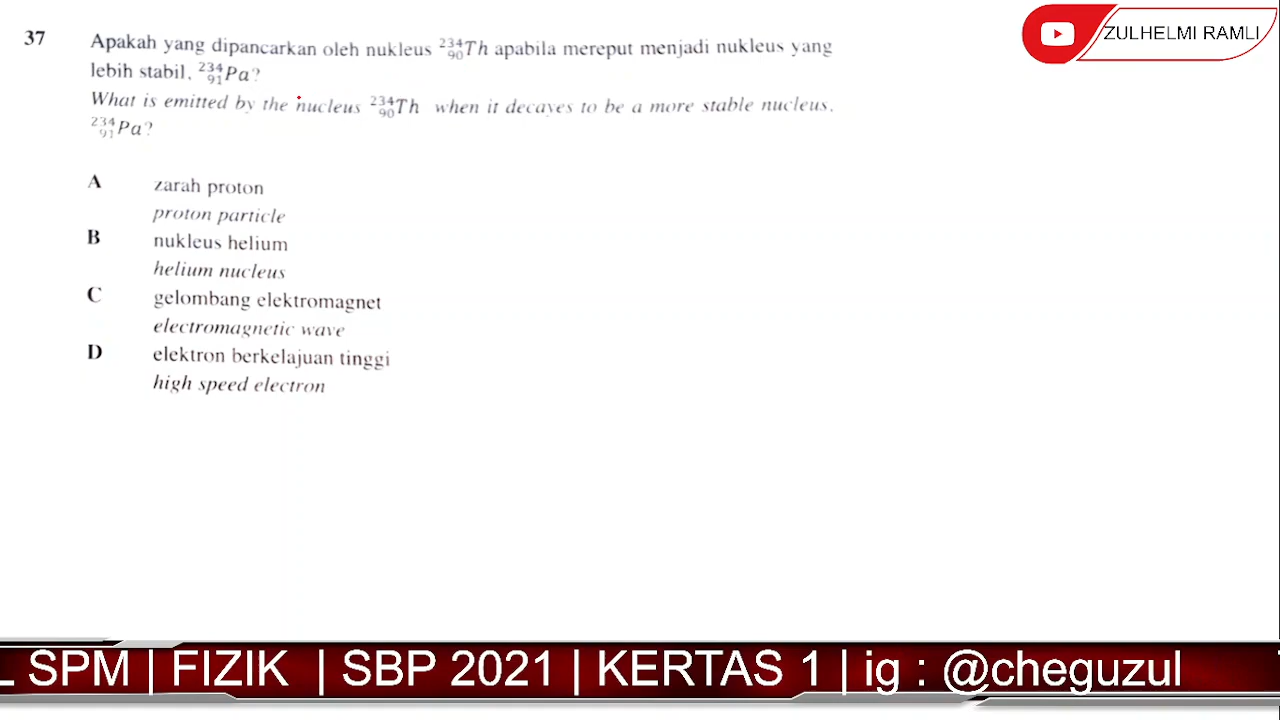 ZULHELMI RAMLI
37 Apakah yang dipancarkan oleh nukleus ²³⁴₉₀Th apabila mereput menjadi nukleus yang
lebih stabil, ²³⁴₉₁Pa?
What is emitted by the nucleus ²³⁴₉₀Th when it decayes to be a more stable nucleus,
²³⁴₉₁Pa?
A zarah proton
proton particle
B nukleus helium
helium nucleus
C gelombang elektromagnet
electromagnetic wave
D elektron berkelajuan tinggi
high speed electron
SPM | FIZIK | SBP 2021 | KERTAS 1 | ig : @cheguzul